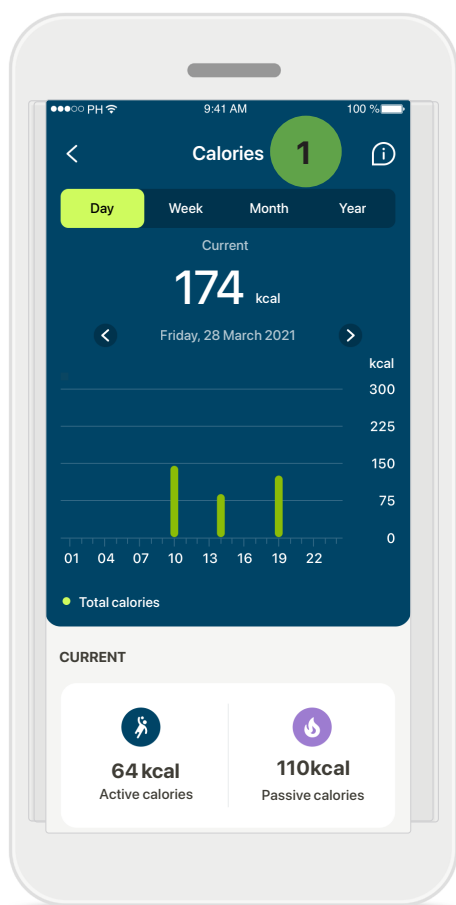 PH 9:41 AM 100 %
Calories 1
Day Week Month Year
Current
174 kcal
Friday, 28 March 2021
kcal
300
225
150
75
0
01 04 07 10 13 16 19 22
Total calories
CURRENT
64 kcal 110kcal
Active calories Passive calories